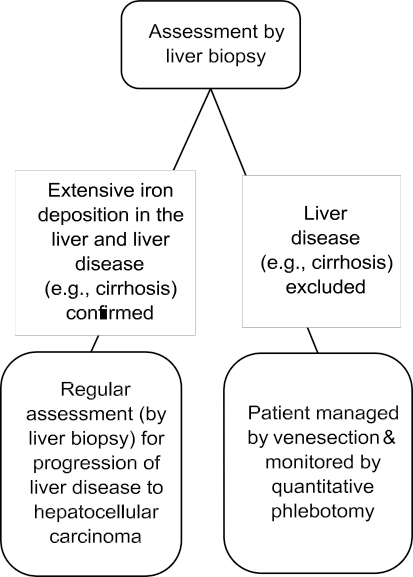 Assessment by
liver biopsy
Extensive iron
deposition in the
liver and liver
disease
(e.g., cirrhosis)
confirmed
Liver
disease
(e.g., cirrhosis)
excluded
Regular
assessment (by
liver biopsy) for
progression of
liver disease to
hepatocellular
carcinoma
Patient managed
by venesection &
monitored by
quantitative
phlebotomy